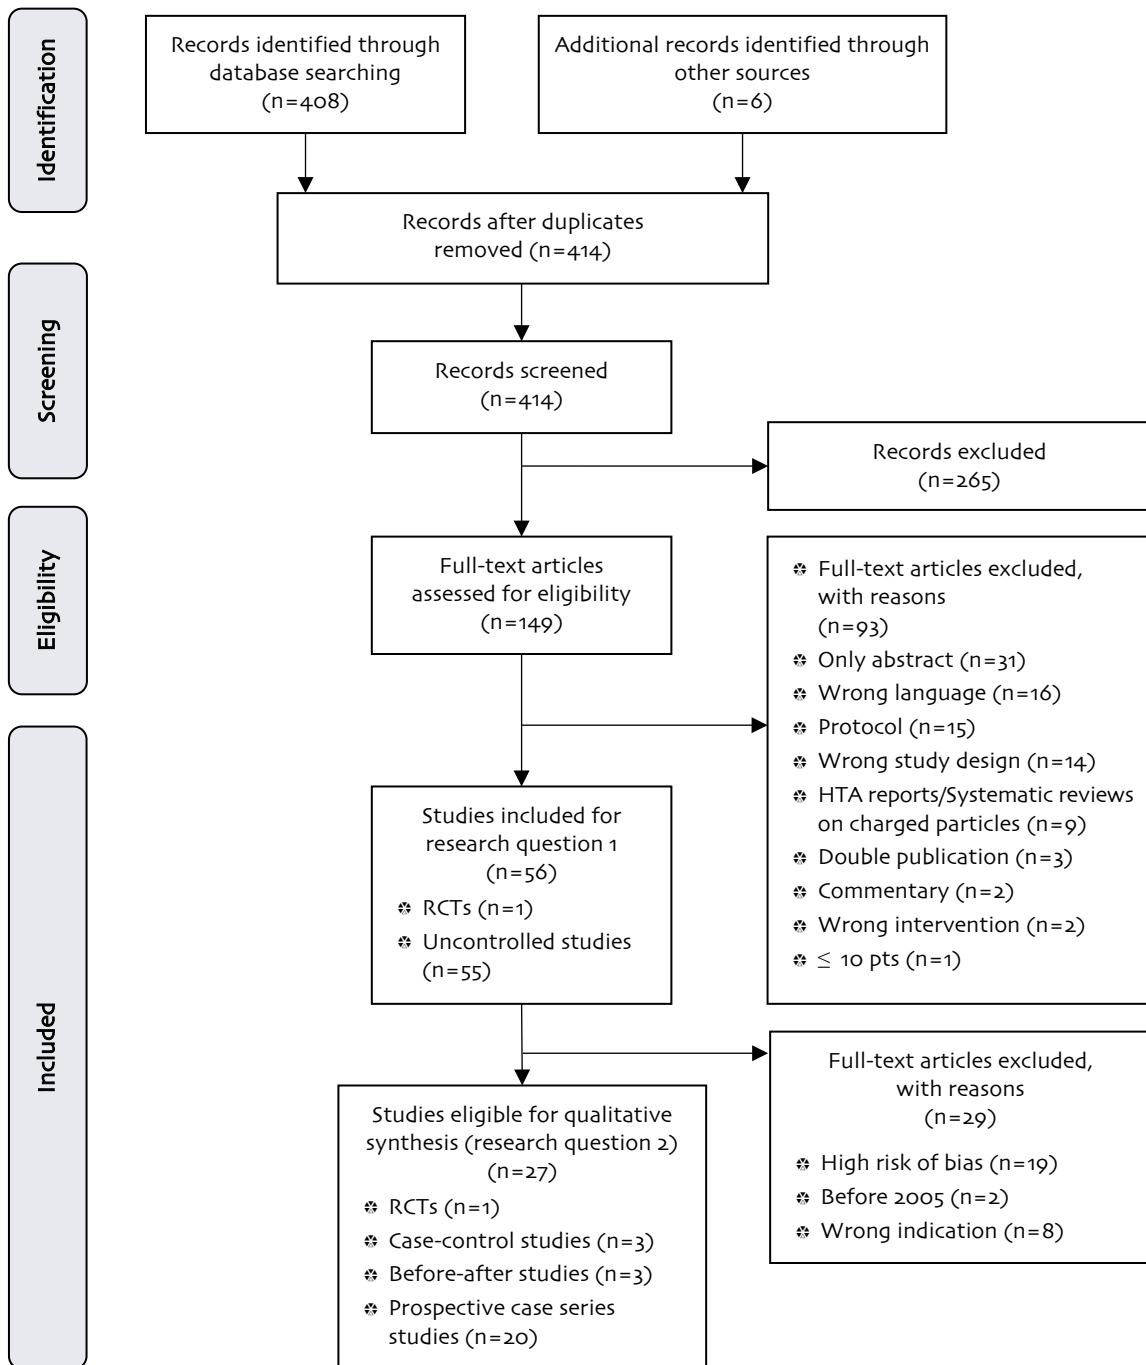 Identification
Records identified through
database searching
(n=408)
Additional records identified through
other sources
(n=6)
Records after duplicates
removed (n=414)
Screening
Records screened
(n=414)
Records excluded
(n=265)
Eligibility
Full-text articles
assessed for eligibility
(n=149)
Full-text articles excluded,
with reasons
(n=93)
Only abstract (n=31)
Wrong language (n=16)
Protocol (n=15)
Wrong study design (n=14)
HTA reports/Systematic reviews
on charged particles (n=9)
Double publication (n=3)
Commentary (n=2)
Wrong intervention (n=2)
≤ 10 pts (n=1)
Included
Studies included for
research question 1
(n=56)
RCTs (n=1)
Uncontrolled studies
(n=55)
Full-text articles excluded,
with reasons
(n=29)
High risk of bias (n=19)
Before 2005 (n=2)
Wrong indication (n=8)
Studies eligible for qualitative
synthesis (research question 2)
(n=27)
RCTs (n=1)
Case-control studies (n=3)
Before-after studies (n=3)
Prospective case series
studies (n=20)